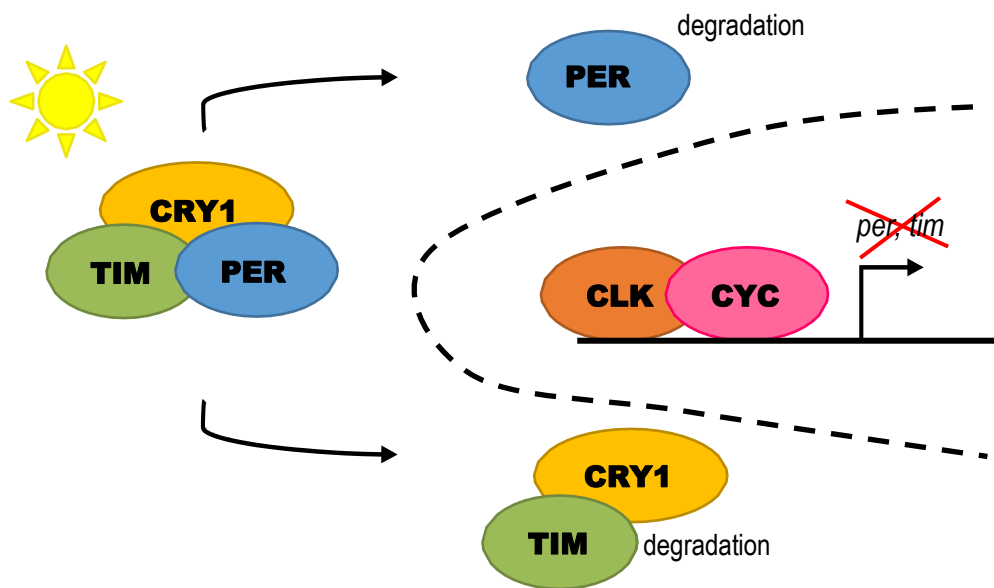 degradation
PER
CRY1
TIM
PER
per, tim
CLK
CYC
CRY1
TIM
degradation